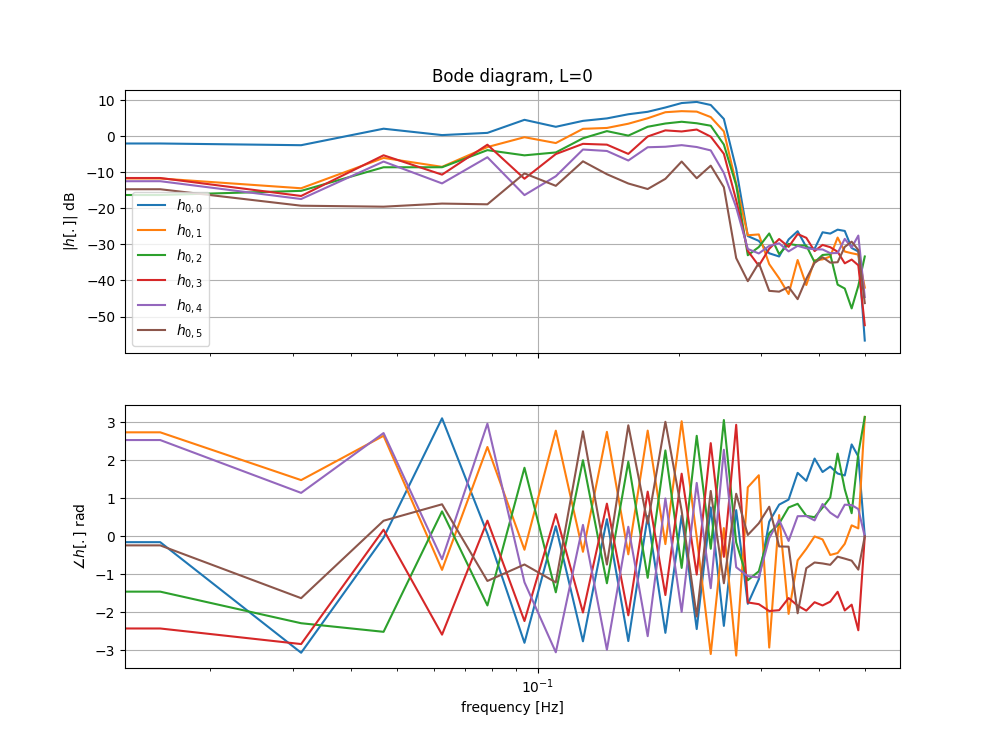 Bode diagram, L=0
|h[.]| dB
10
0
−10
−20
−30
−40
−50
h0,0
h0,1
h0,2
h0,3
h0,4
h0,5
∠h[.] rad
3
2
1
0
−1
−2
−3
10−1
frequency [Hz]